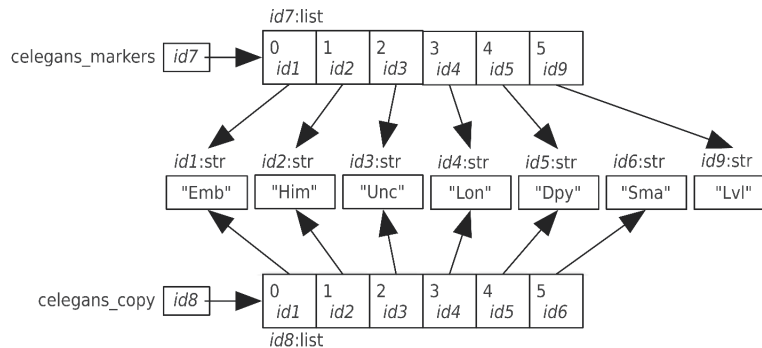 id7:list
celegans_markers id7 0 1 2 3 4 5
id1 id2 id3 id4 id5 id9
id1:str id2:str id3:str id4:str id5:str id6:str id9:str
"Emb" "Him" "Unc" "Lon" "Dpy" "Sma" "Lvl"
celegans_copy id8 0 1 2 3 4 5
id1 id2 id3 id4 id5 id6
id8:list